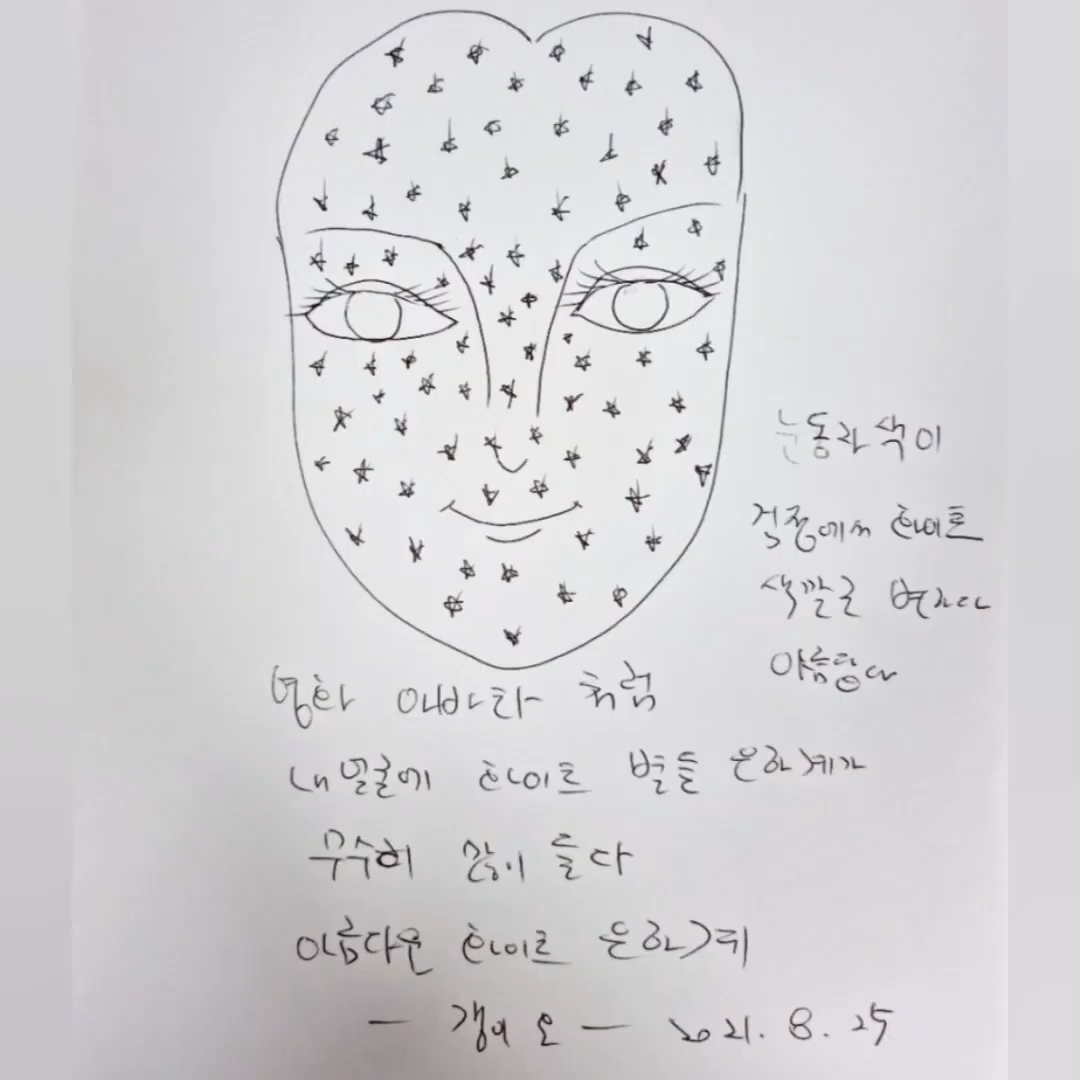 눈동자 색이
검정에서 화이트
색깔로 변하다
아름답다
영화 아바타 처럼
내 얼굴에 화이트 별들 은하계가
무수히 많이 들다
아름다운 화이트 은하계
2021. 8. 25